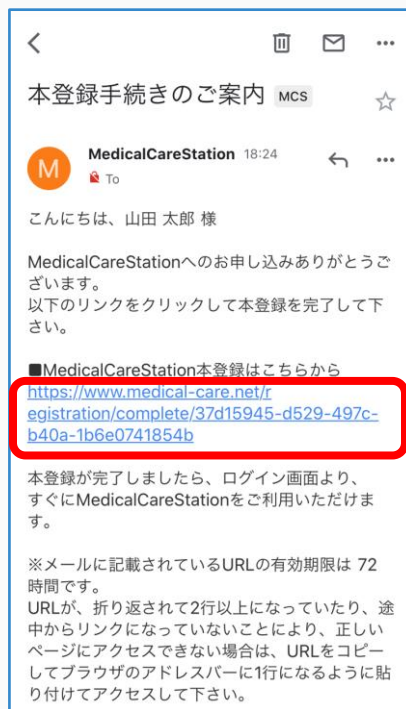 本登録手続きのご案内 MCS
MedicalCareStation 18:24
M
To
こんにちは、山田 太郎 様
MedicalCareStationへのお申し込みありがとうご
ざいます。
以下のリンクをクリックして本登録を完了して下
さい。
■MedicalCareStation本登録はこちらから
https://www.medical-care.net/r
egistration/complete/37d15945-d529-497c-
b40a-1b6e0741854b
本登録が完了しましたら、ログイン画面より、
すぐにMedicalCareStationをご利用いただけま
す。
※メールに記載されているURLの有効期限は 72
時間です。
URLが、折り返されて2行以上になっていたり、途
中からリンクになっていないことにより、正しい
ページにアクセスできない場合は、URLをコピー
してブラウザのアドレスバーに1行になるように貼
り付けてアクセスして下さい。